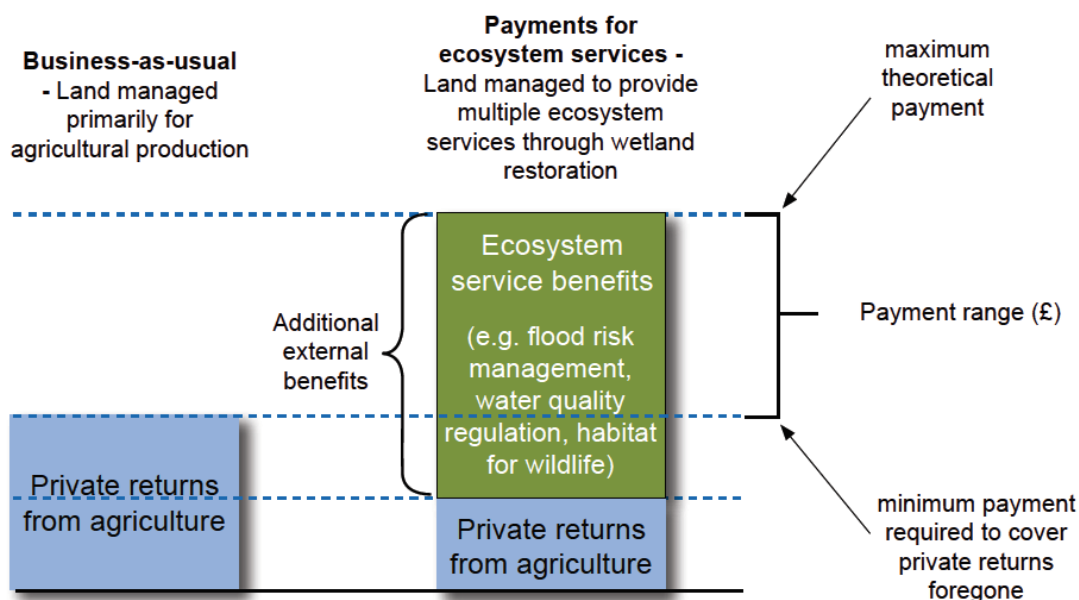 Business-as-usual
- Land managed
primarily for
agricultural production
Payments for
ecosystem services -
Land managed to provide
multiple ecosystem
services through wetland
restoration
maximum
theoretical
payment
Additional
external
benefits
Ecosystem
service benefits
(e.g. flood risk
management,
water quality
regulation, habitat
for wildlife)
Payment range (£)
Private returns
from agriculture
Private returns
from agriculture
minimum payment
required to cover
private returns
foregone